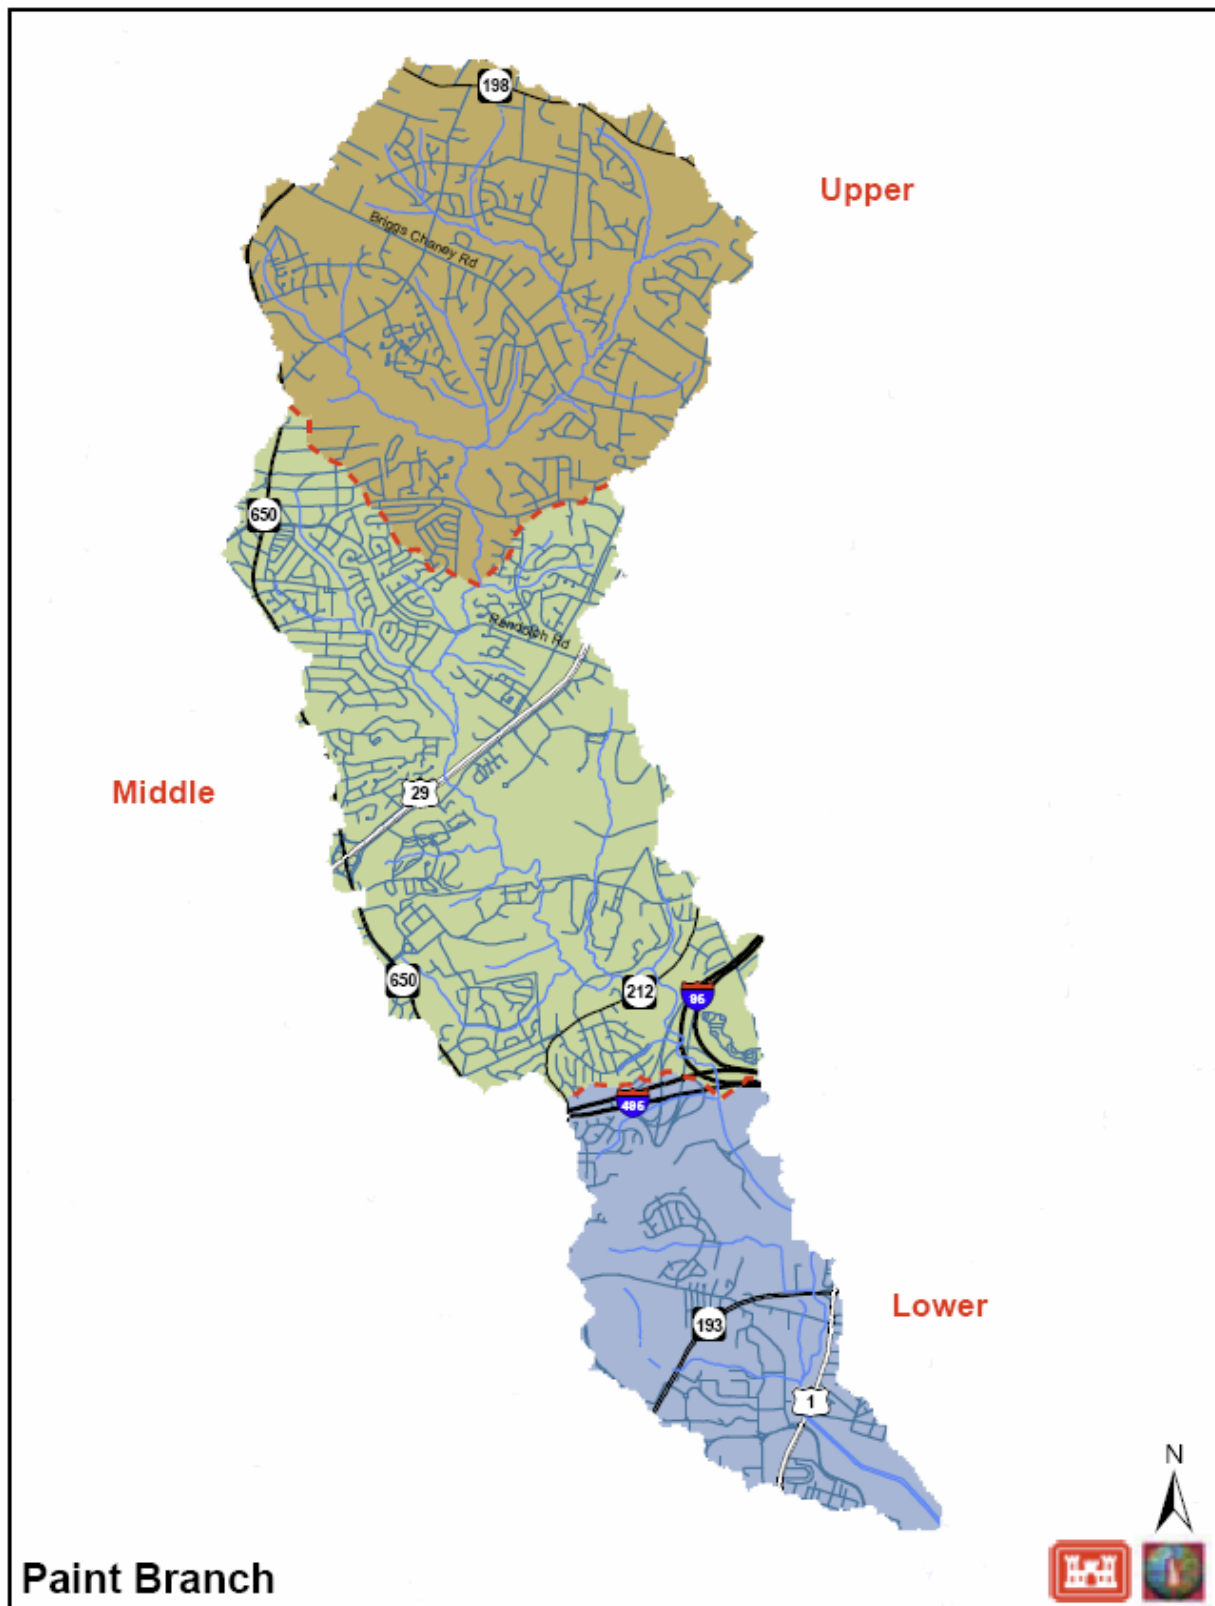 198
Upper
Briggs Chaney Rd
650
Randolph Rd
Middle
29
650
212
95
495
Lower
193
1
N
Paint Branch